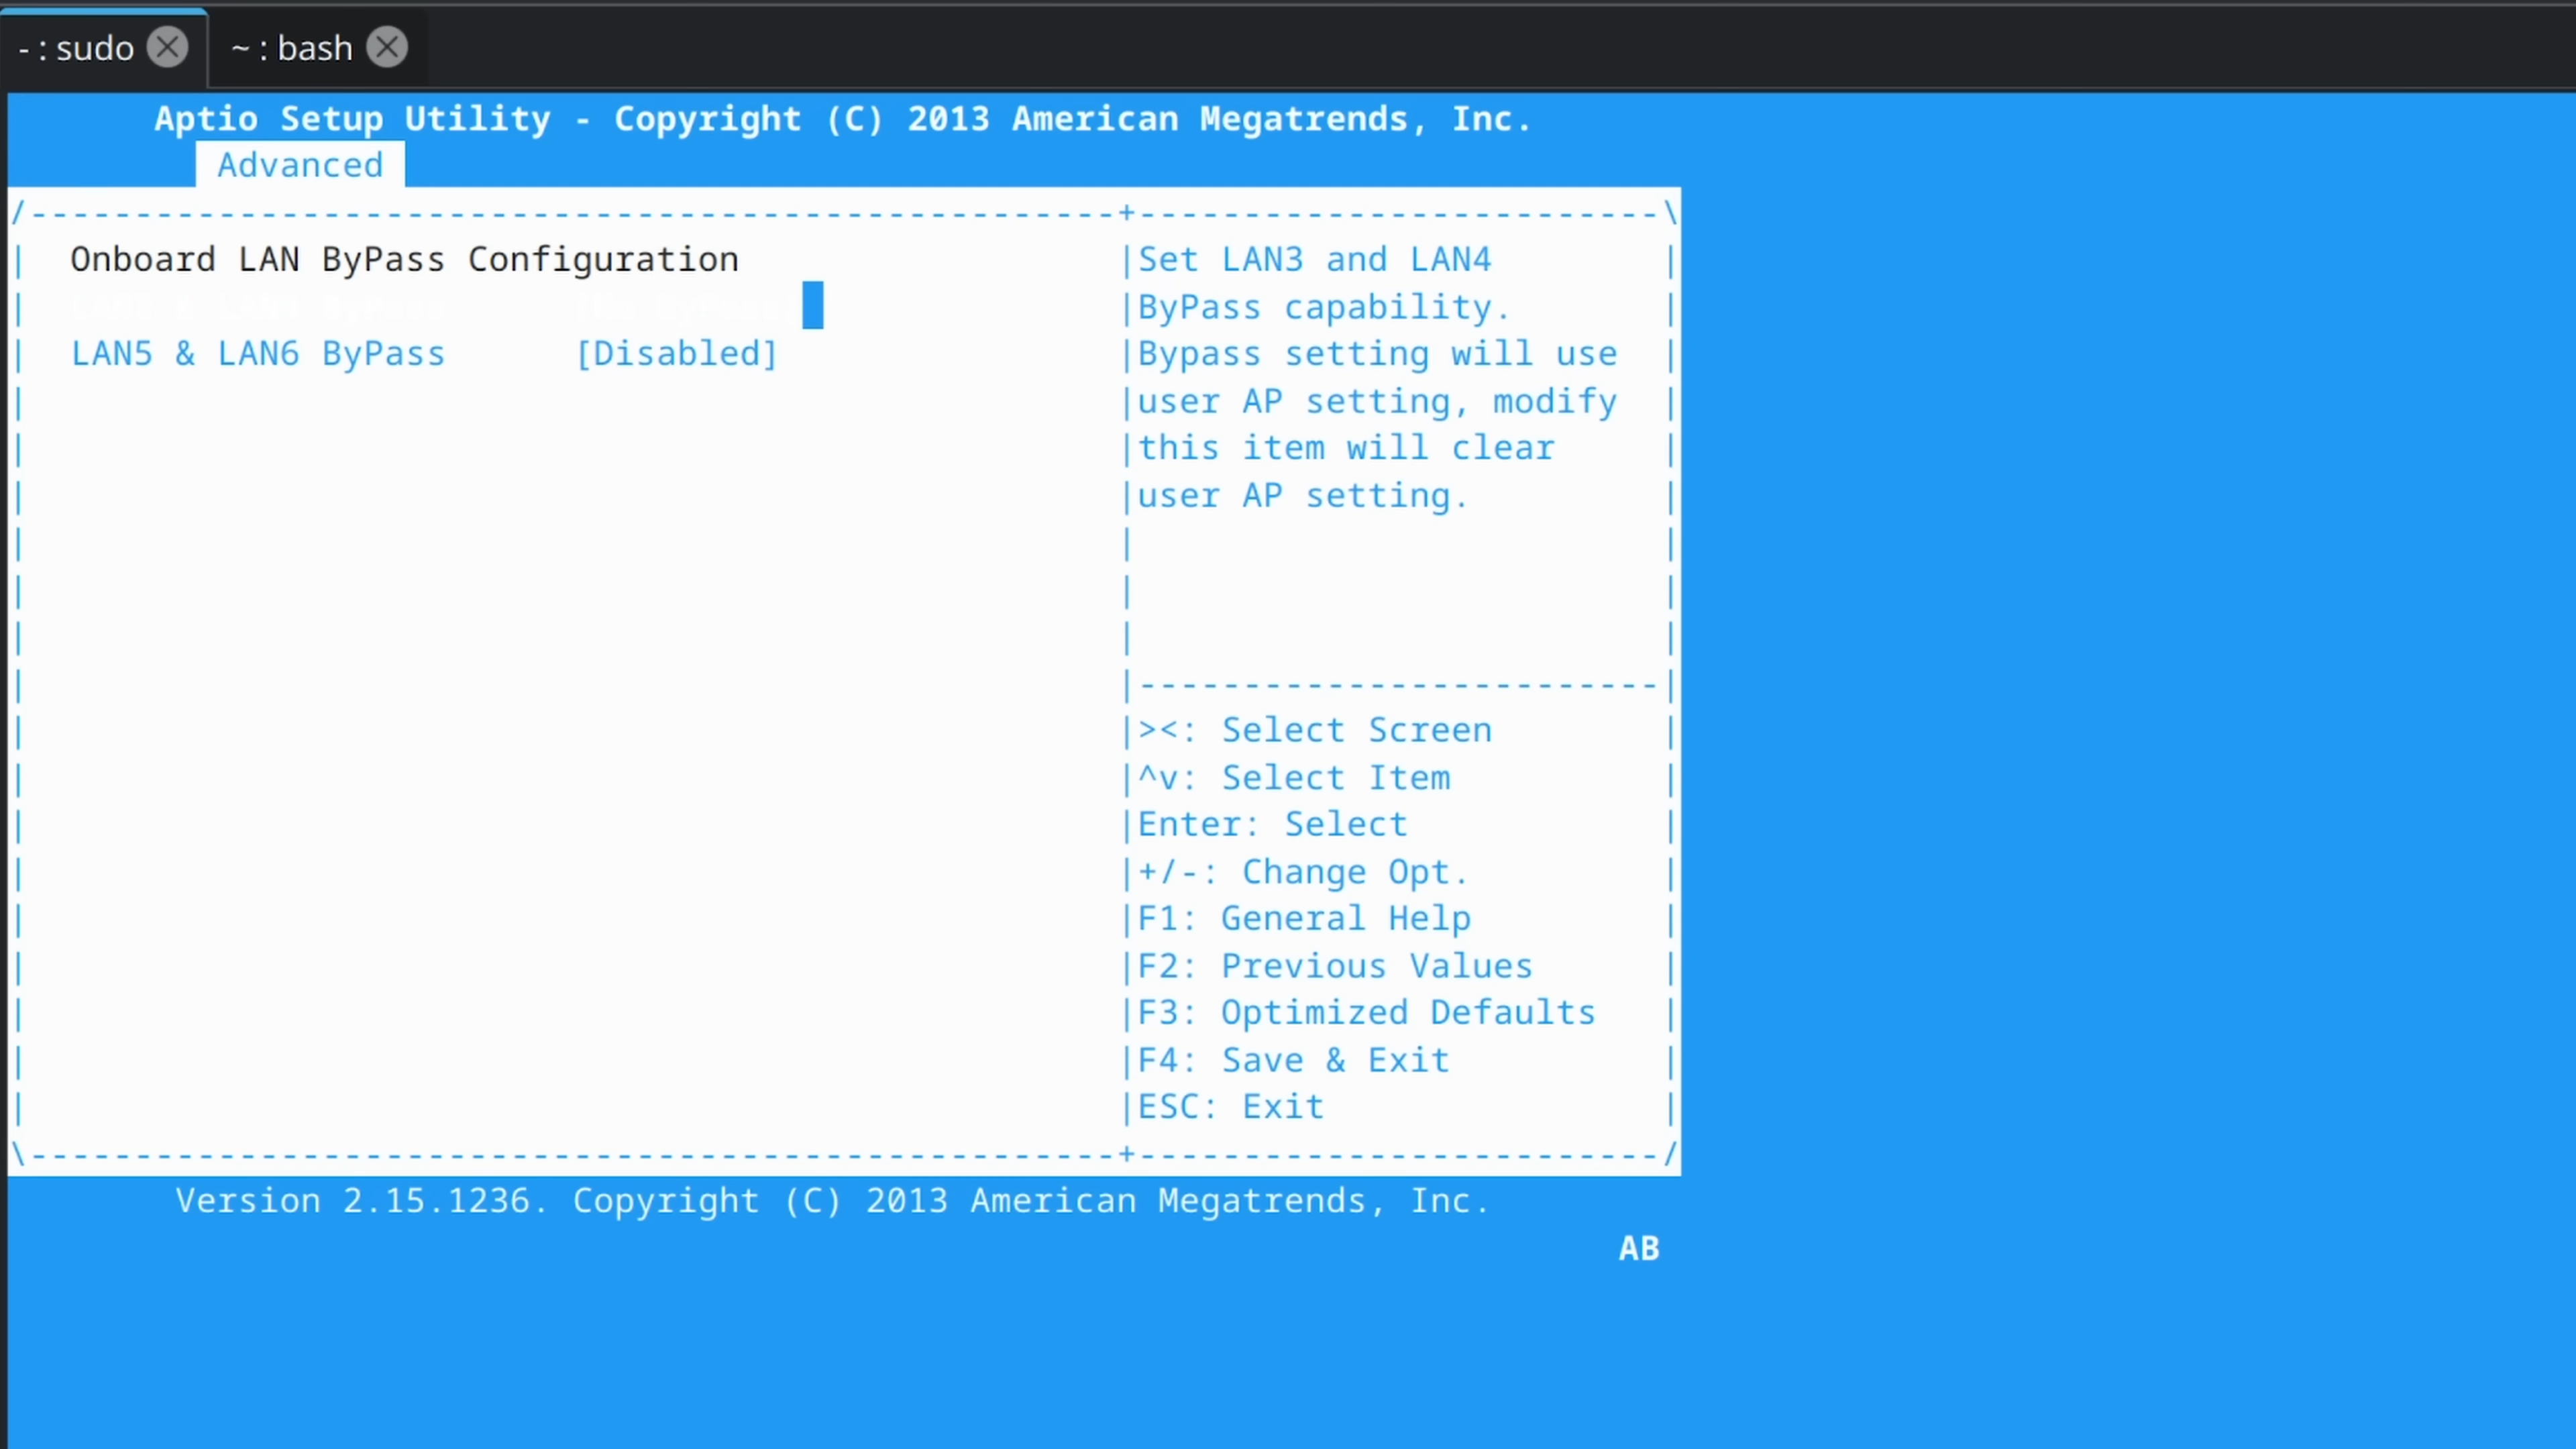 - : sudo
~ : bash
Aptio Setup Utility - Copyright (C) 2013 American Megatrends, Inc.
Advanced
/----------------------------------------------------+-------------------------\
| Onboard LAN ByPass Configuration |Set LAN3 and LAN4 |
| |ByPass capability. |
| LAN5 & LAN6 ByPass [Disabled] |Bypass setting will use |
| |user AP setting, modify |
| |this item will clear |
| |user AP setting. |
| | |
| | |
| | |
| |-------------------------|
| |><: Select Screen |
| |^v: Select Item |
| |Enter: Select |
| |+/-: Change Opt. |
| |F1: General Help |
| |F2: Previous Values |
| |F3: Optimized Defaults |
| |F4: Save & Exit |
| |ESC: Exit |
\----------------------------------------------------+-------------------------/
Version 2.15.1236. Copyright (C) 2013 American Megatrends, Inc.
AB